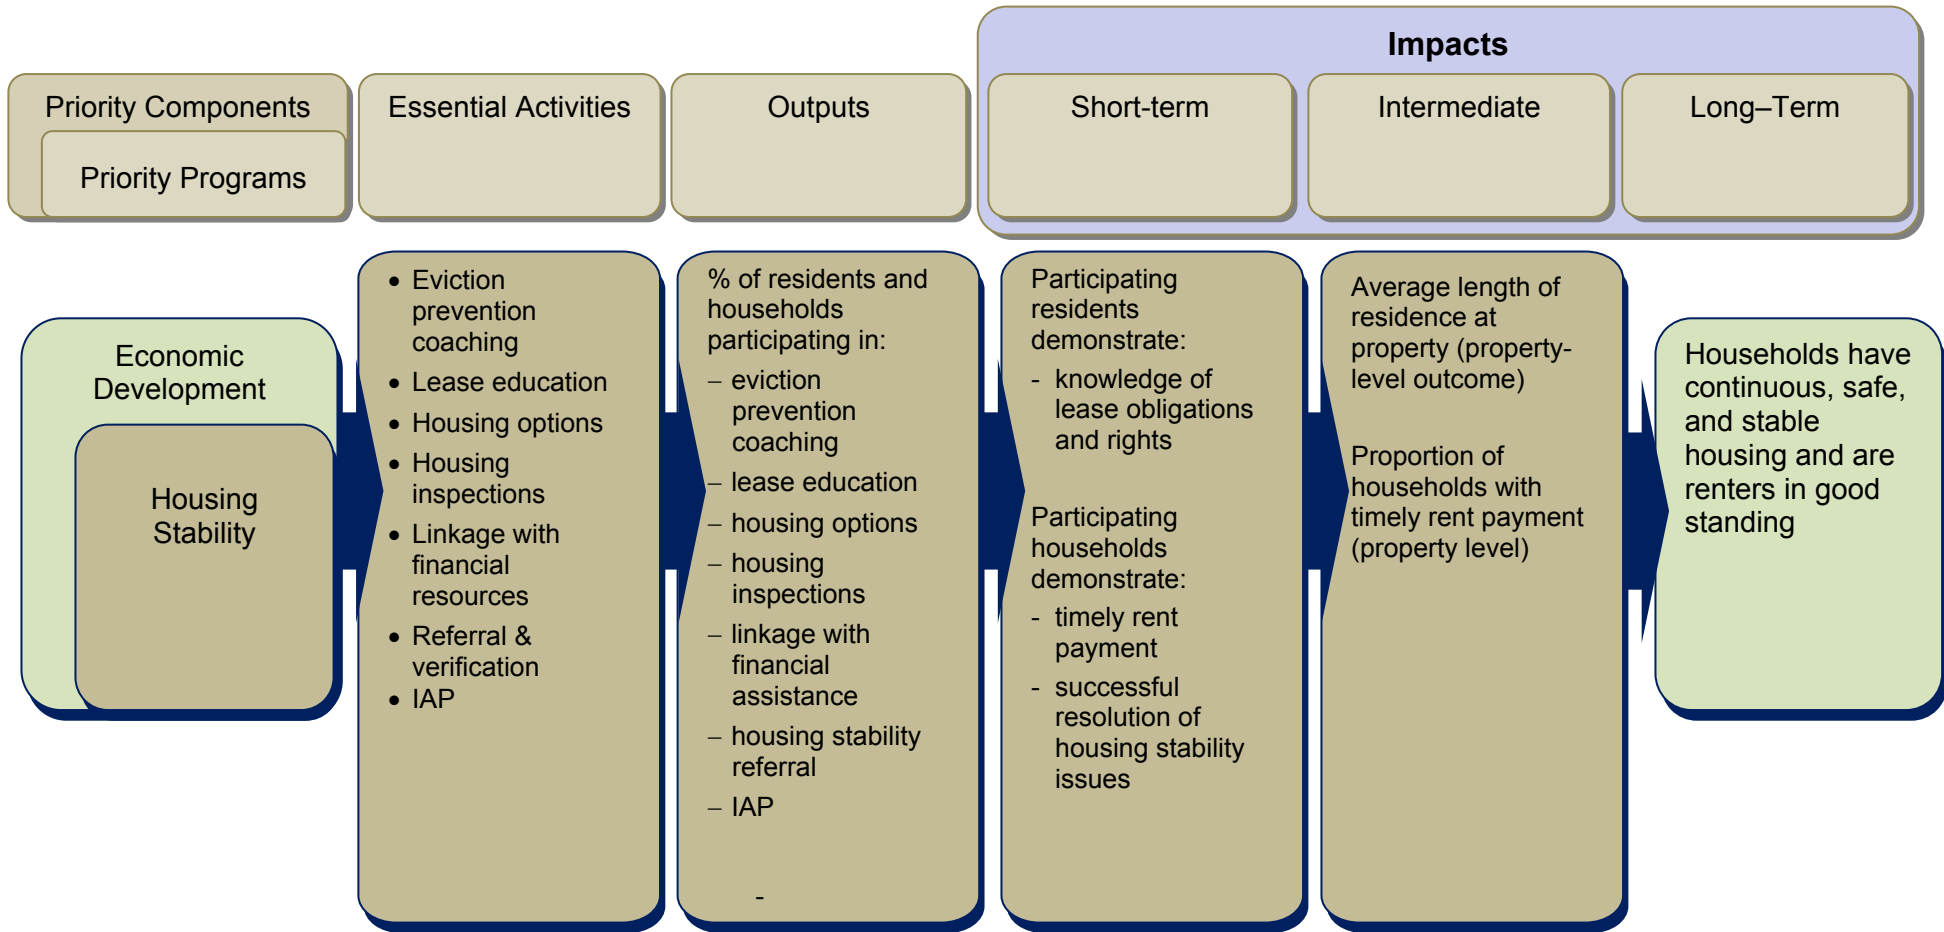 Impacts
Priority Components
Priority Programs
Essential Activities
Outputs
Short-term
Intermediate
Long–Term
Economic
Development
Housing
Stability
• Eviction
prevention
coaching
• Lease education
• Housing options
• Housing
inspections
• Linkage with
financial
resources
• Referral &
verification
• IAP
% of residents and
households
participating in:
– eviction
prevention
coaching
– lease education
– housing options
– housing
inspections
– linkage with
financial
assistance
– housing stability
referral
– IAP
-
Participating
residents
demonstrate:
- knowledge of
lease obligations
and rights
Participating
households
demonstrate:
- timely rent
payment
- successful
resolution of
housing stability
issues
Average length of
residence at
property (property-
level outcome)
Proportion of
households with
timely rent payment
(property level)
Households have
continuous, safe,
and stable
housing and are
renters in good
standing